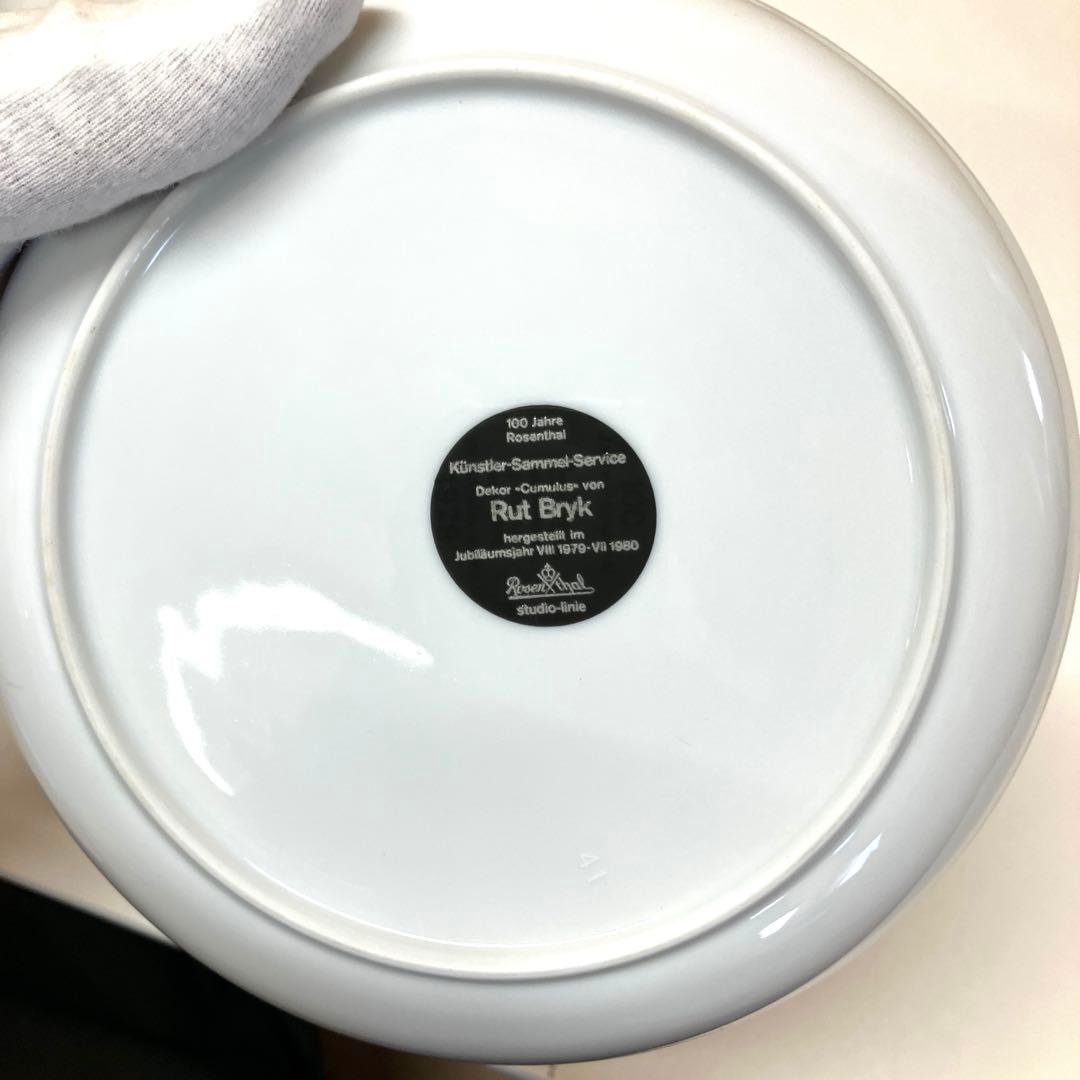 100 Jahre
Rosenthal
Künstler-Sammel-Service
Dekor »Cumulus« von
Rut Bryk
hergestellt im
Jubiläumsjahr VIII 1979-VII 1980
Rosenthal
studio-linie
41